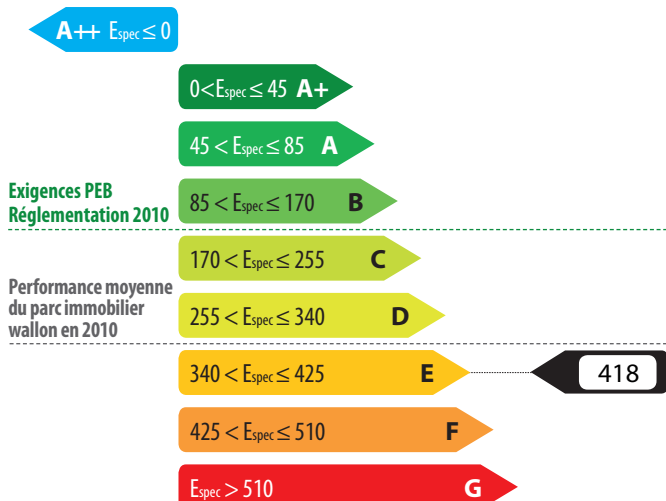 A++ Espec ≤ 0
0<Espec ≤ 45 A+
45 < Espec ≤ 85 A
Exigences PEB
Réglementation 2010
85 < Espec ≤ 170 B
170 < Espec ≤ 255 C
Performance moyenne
du parc immobilier
wallon en 2010
255 < Espec ≤ 340 D
340 < Espec ≤ 425 E
418
425 < Espec ≤ 510 F
Espec > 510 G